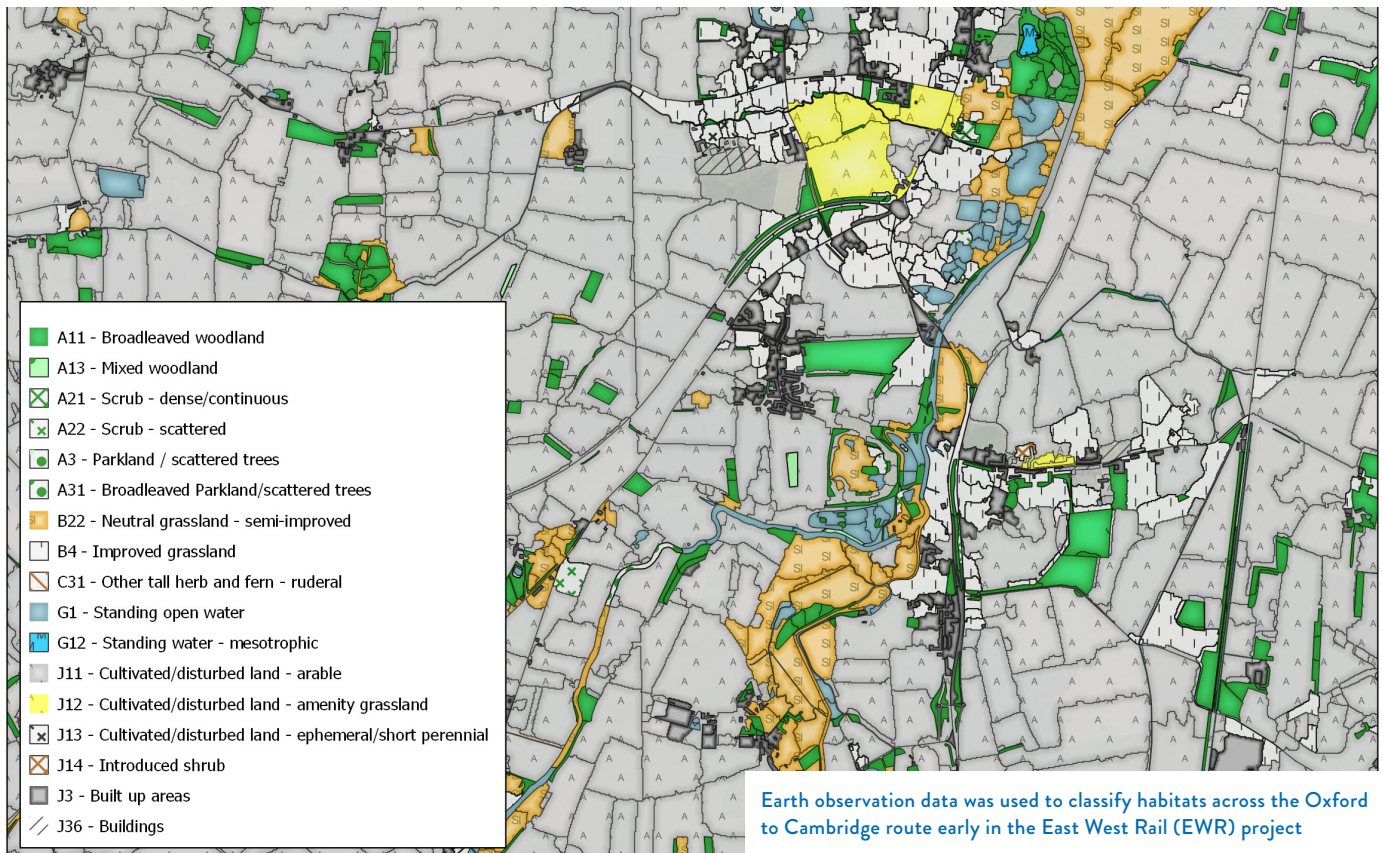 A11 - Broadleaved woodland
A13 - Mixed woodland
A21 - Scrub - dense/continuous
A22 - Scrub - scattered
A3 - Parkland / scattered trees
A31 - Broadleaved Parkland/scattered trees
B22 - Neutral grassland - semi-improved
B4 - Improved grassland
C31 - Other tall herb and fern - ruderal
G1 - Standing open water
G12 - Standing water - mesotrophic
J11 - Cultivated/disturbed land - arable
J12 - Cultivated/disturbed land - amenity grassland
J13 - Cultivated/disturbed land - ephemeral/short perennial
J14 - Introduced shrub
J3 - Built up areas
J36 - Buildings
Earth observation data was used to classify habitats across the Oxford
to Cambridge route early in the East West Rail (EWR) project